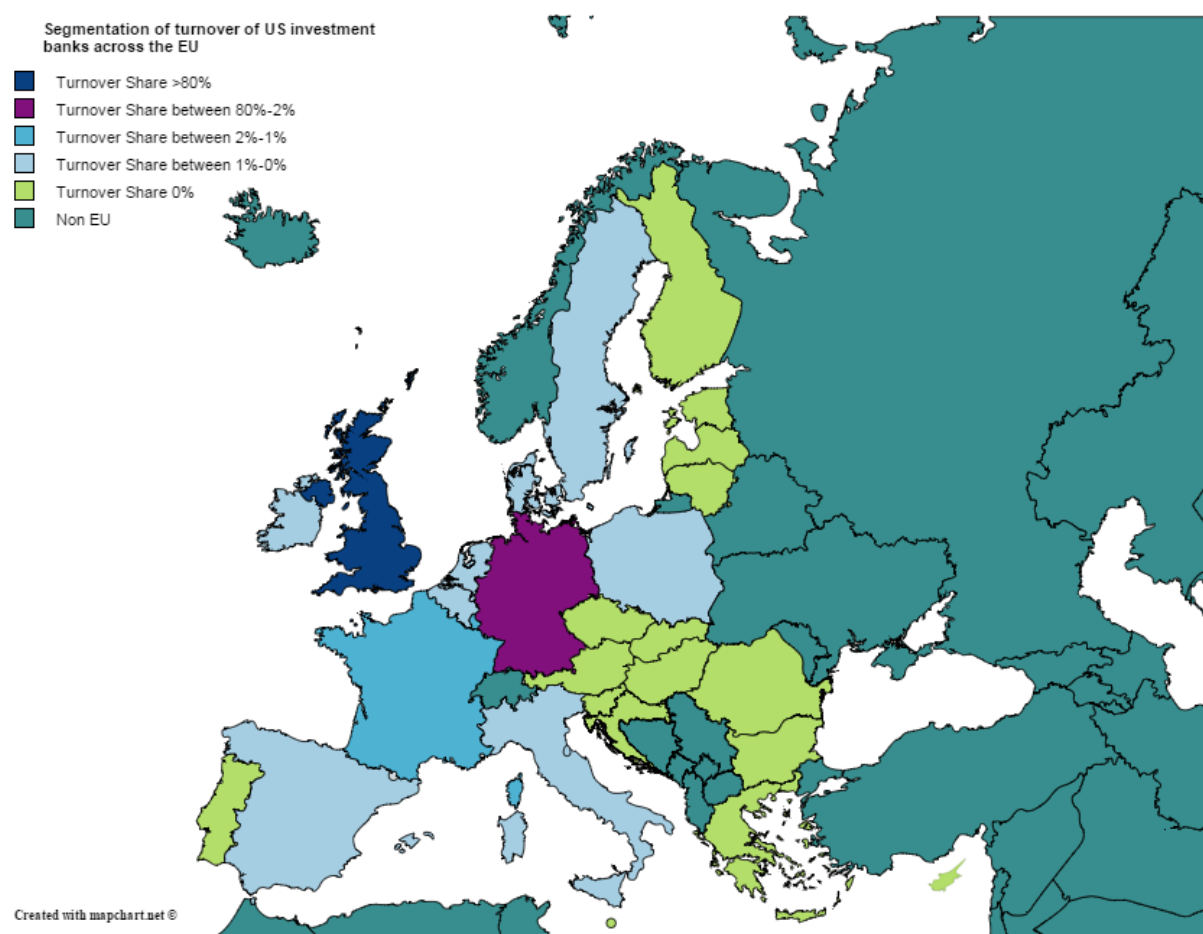 Segmentation of turnover of US investment
banks across the EU
Turnover Share >80%
Turnover Share between 80%-2%
Turnover Share between 2%-1%
Turnover Share between 1%-0%
Turnover Share 0%
Non EU
Created with mapchart.net ©